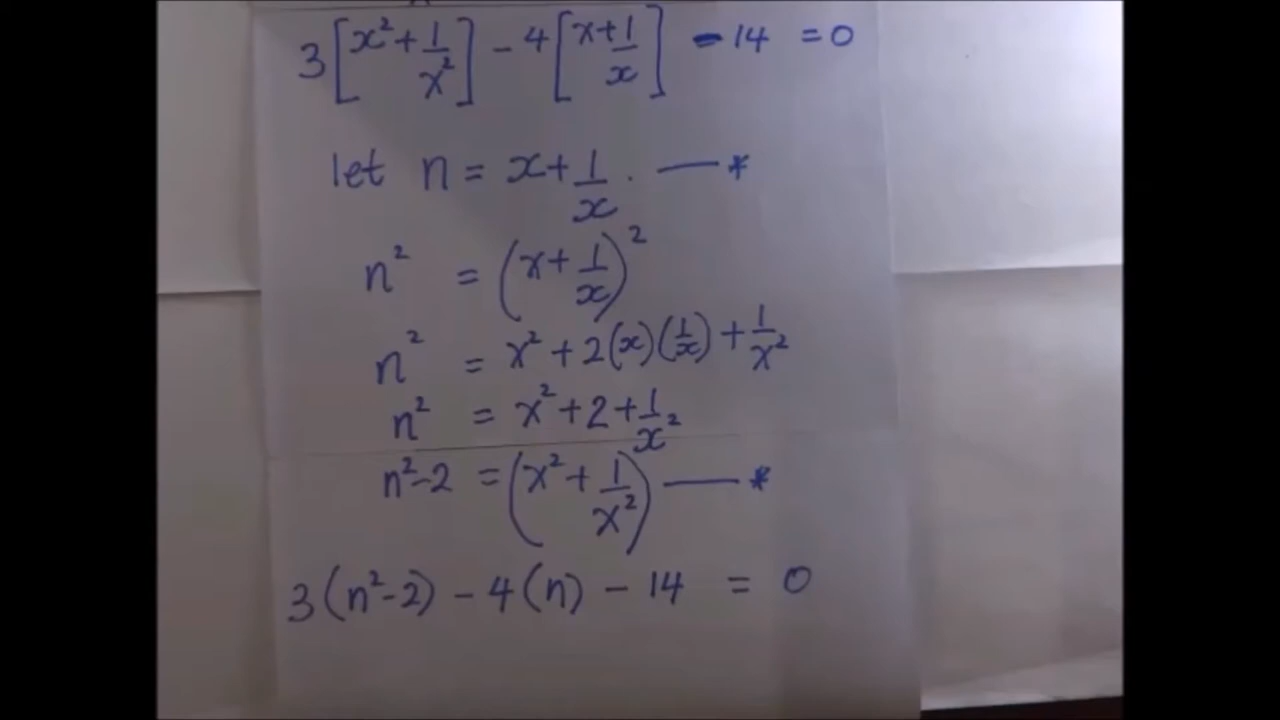 3[x² + 1/x²] - 4[x + 1/x] - 14 = 0
let n = x + 1/x . — *
n² = (x + 1/x)²
n² = x² + 2(x)(1/x) + 1/x²
n² = x² + 2 + 1/x²
n² - 2 = (x² + 1/x²) — *
3(n² - 2) - 4(n) - 14 = 0